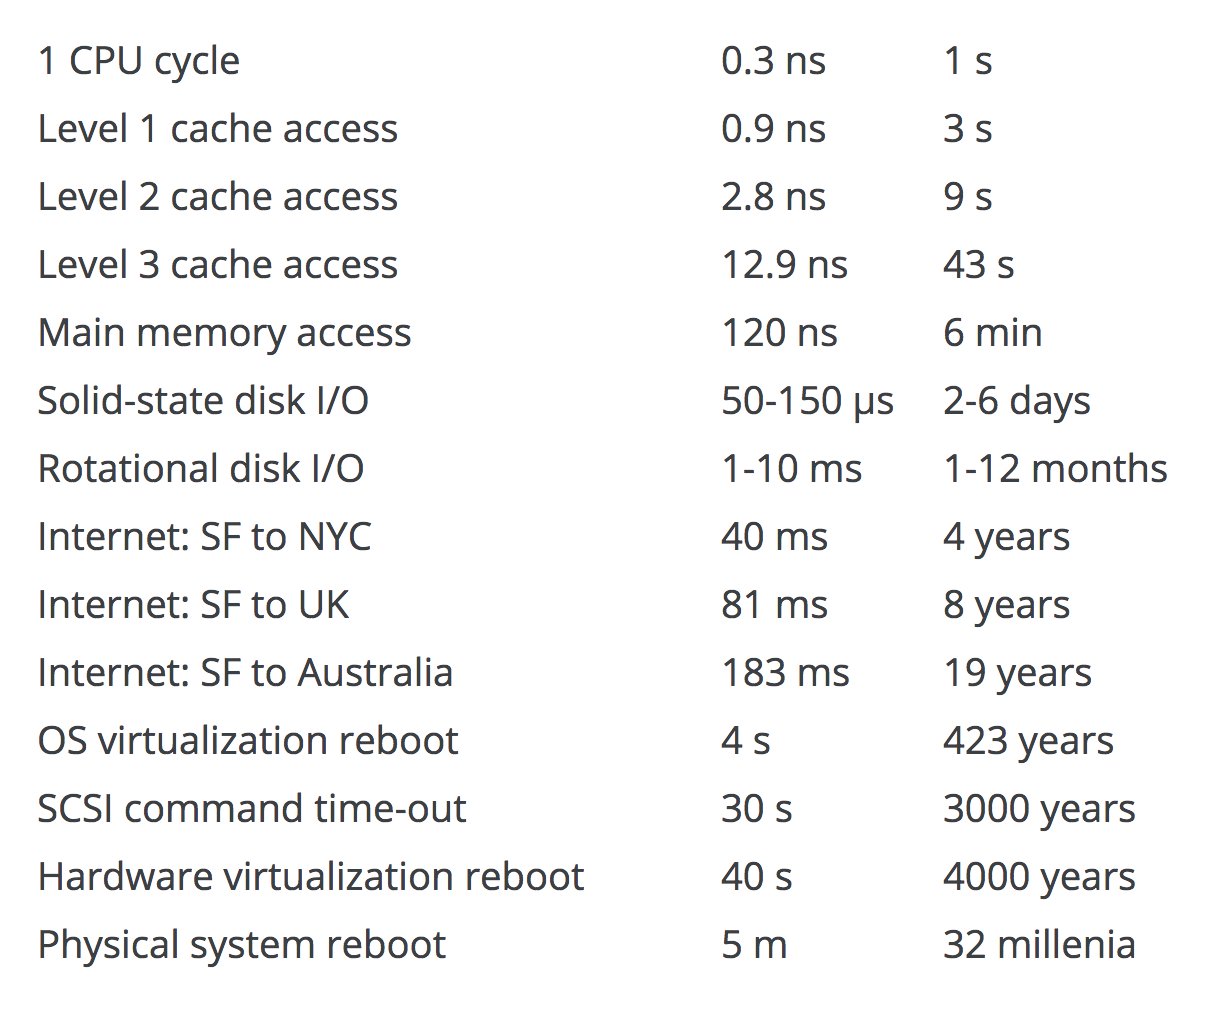 1 CPU cycle 0.3 ns 1 s
Level 1 cache access 0.9 ns 3 s
Level 2 cache access 2.8 ns 9 s
Level 3 cache access 12.9 ns 43 s
Main memory access 120 ns 6 min
Solid-state disk I/O 50-150 μs 2-6 days
Rotational disk I/O 1-10 ms 1-12 months
Internet: SF to NYC 40 ms 4 years
Internet: SF to UK 81 ms 8 years
Internet: SF to Australia 183 ms 19 years
OS virtualization reboot 4 s 423 years
SCSI command time-out 30 s 3000 years
Hardware virtualization reboot 40 s 4000 years
Physical system reboot 5 m 32 millenia